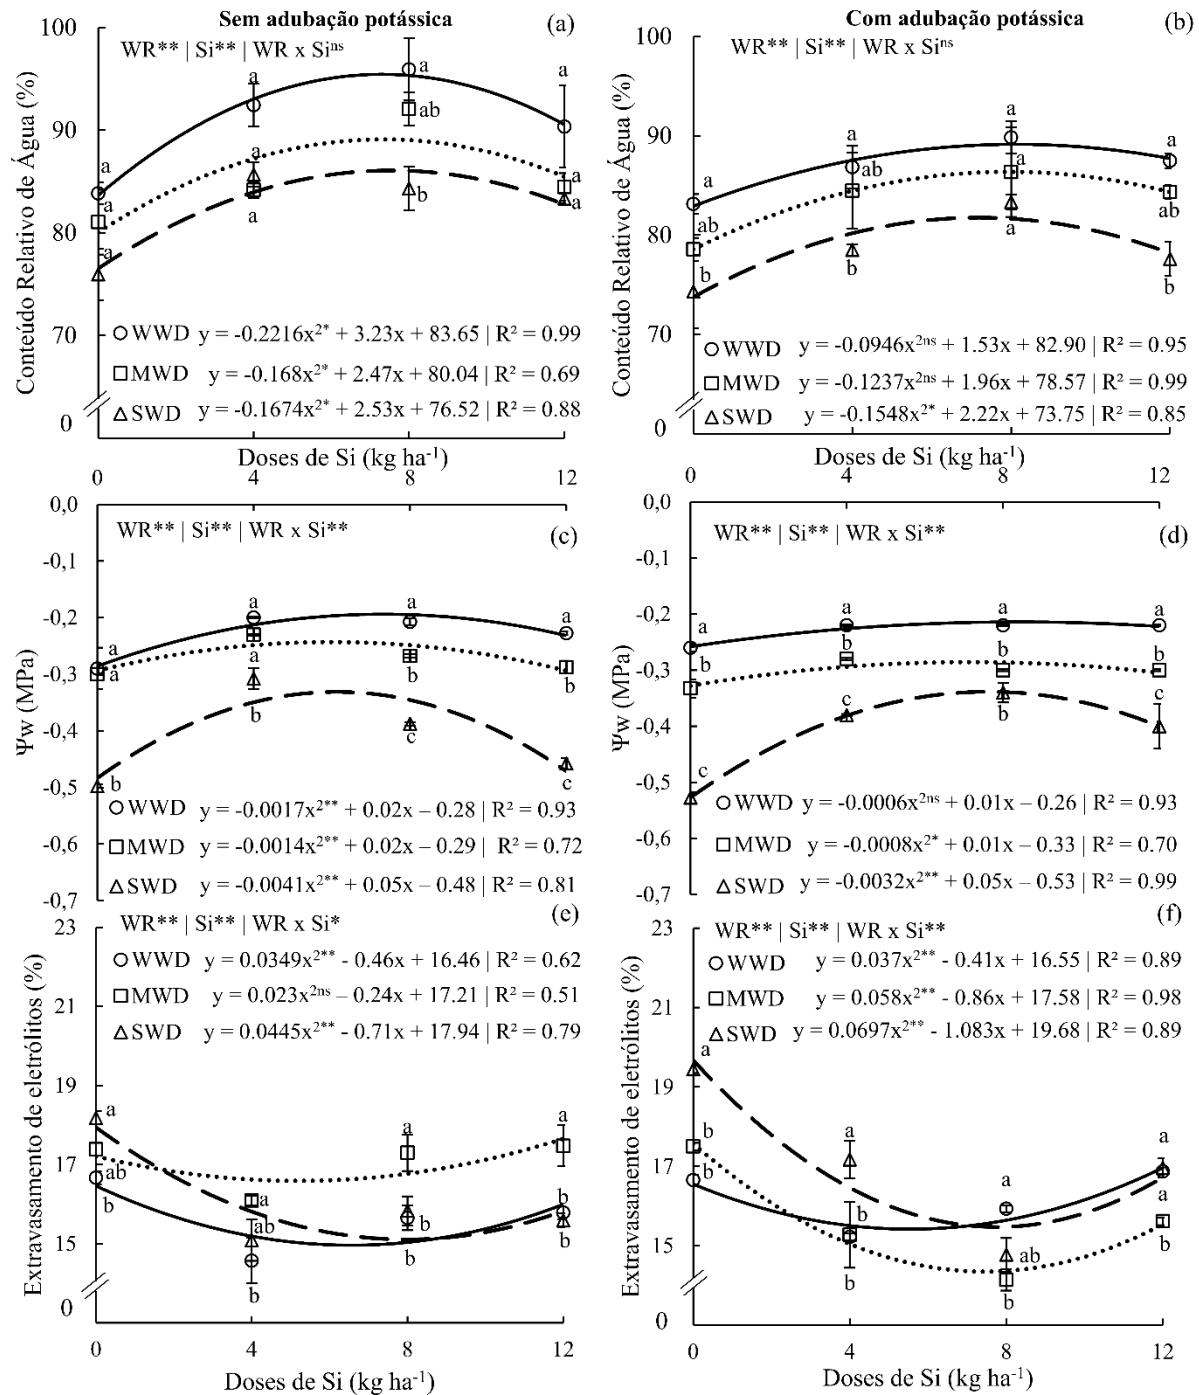 Sem adubação potássica
(a)
WR** | Si** | WR x Si^ns
Conteúdo Relativo de Água (%)
100
90
80
70
0
a
a
a
a
a
a
a
a
ab
b
a
a
a
WWD y = -0.2216x^2* + 3.23x + 83.65 | R² = 0.99
MWD y = -0.168x^2* + 2.47x + 80.04 | R² = 0.69
SWD y = -0.1674x^2* + 2.53x + 76.52 | R² = 0.88
Doses de Si (kg ha⁻¹)
0
4
8
12
Com adubação potássica
(b)
WR** | Si** | WR x Si^ns
Conteúdo Relativo de Água (%)
100
90
80
70
0
a
ab
b
a
ab
b
a
a
a
a
ab
b
WWD y = -0.0946x^2ns + 1.53x + 82.90 | R² = 0.95
MWD y = -0.1237x^2ns + 1.96x + 78.57 | R² = 0.99
SWD y = -0.1548x^2* + 2.22x + 73.75 | R² = 0.85
Doses de Si (kg ha⁻¹)
0
4
8
12
WR** | Si** | WR x Si**
(c)
Ψw (MPa)
0,0
-0,1
-0,2
-0,3
-0,4
-0,5
-0,6
-0,7
a
a
b
a
a
b
a
b
c
a
b
c
WWD y = -0.0017x^2** + 0.02x – 0.28 | R² = 0.93
MWD y = -0.0014x^2** + 0.02x – 0.29 | R² = 0.72
SWD y = -0.0041x^2** + 0.05x – 0.48 | R² = 0.81
WR** | Si** | WR x Si**
(d)
Ψw (MPa)
0,0
-0,1
-0,2
-0,3
-0,4
-0,5
-0,6
-0,7
a
b
c
a
b
c
a
b
b
a
b
c
WWD y = -0.0006x^2ns + 0.01x – 0.26 | R² = 0.93
MWD y = -0.0008x^2* + 0.01x – 0.33 | R² = 0.70
SWD y = -0.0032x^2** + 0.05x – 0.53 | R² = 0.99
(e)
WR** | Si** | WR x Si*
WWD y = 0.0349x^2** - 0.46x + 16.46 | R² = 0.62
MWD y = 0.023x^2ns – 0.24x + 17.21 | R² = 0.51
SWD y = 0.0445x^2** - 0.71x + 17.94 | R² = 0.79
Extravasamento de eletrólitos (%)
23
21
19
17
15
0
a
ab
b
a
ab
b
a
b
b
a
b
b
0
4
8
12
Doses de Si (kg ha⁻¹)
(f)
WR** | Si** | WR x Si**
WWD y = 0.037x^2** - 0.41x + 16.55 | R² = 0.89
MWD y = 0.058x^2** - 0.86x + 17.58 | R² = 0.98
SWD y = 0.0697x^2** - 1.083x + 19.68 | R² = 0.89
Extravasamento de eletrólitos (%)
23
21
19
17
15
0
a
b
b
a
b
b
a
ab
b
a
a
b
0
4
8
12
Doses de Si (kg ha⁻¹)